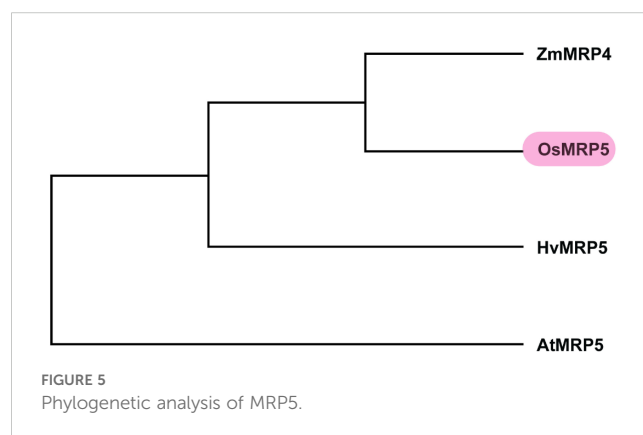 ZmMRP4
OsMRP5
HvMRP5
AtMRP5
FIGURE 5
Phylogenetic analysis of MRP5.